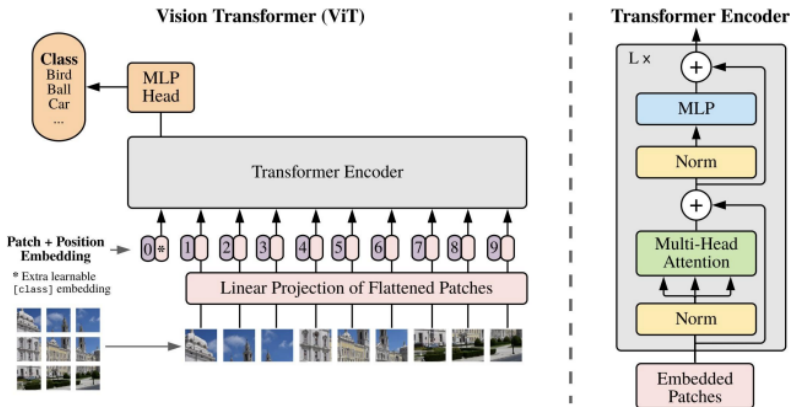 Vision Transformer (ViT)
Class
Bird
Ball
Car
...
MLP
Head
Transformer Encoder
Patch + Position
Embedding
* Extra learnable
[class] embedding
0 * 1 2 3 4 5 6 7 8 9
Linear Projection of Flattened Patches
Transformer Encoder
L ×
+
MLP
Norm
+
Multi-Head
Attention
Norm
Embedded
Patches